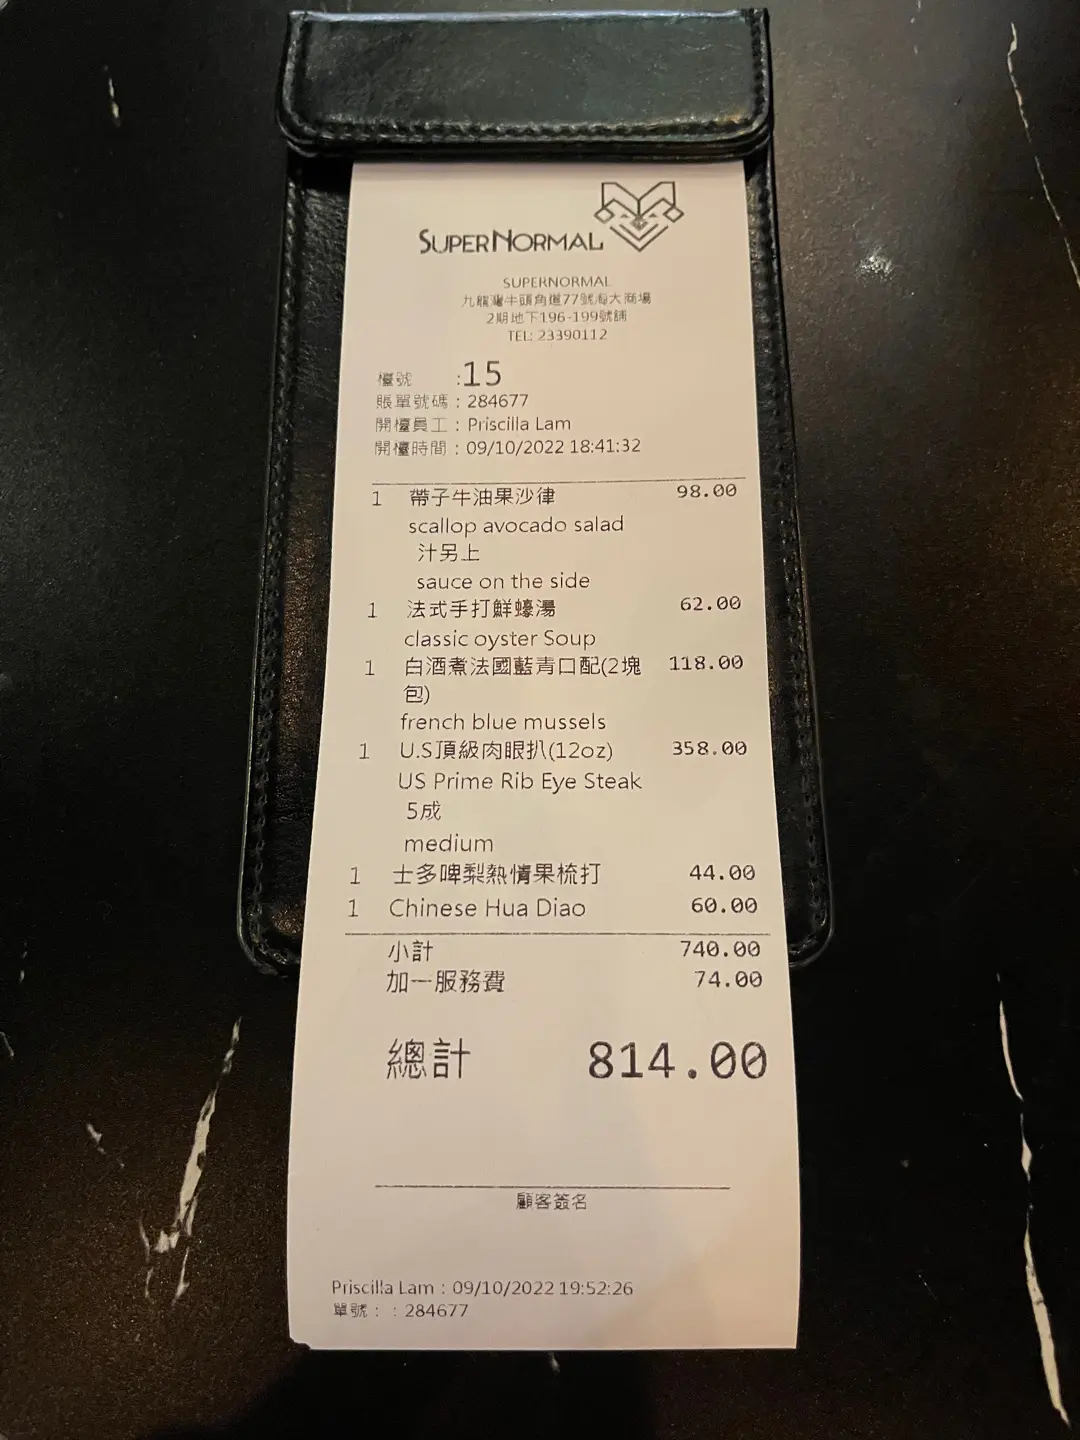 SUPERNORMAL
SUPERNORMAL
九龍灣牛頭角道77號淘大商場
2期地下196-199號舖
TEL: 23390112
檯號 :15
賬單號碼 : 284677
開檯員工 : Priscilla Lam
開檯時間 : 09/10/2022 18:41:32
1 帶子牛油果沙律 98.00
scallop avocado salad
汁另上
sauce on the side
1 法式手打鮮蠔湯 62.00
classic oyster Soup
1 白酒煮法國藍青口配(2塊 118.00
包)
french blue mussels
1 U.S頂級肉眼扒(12oz) 358.00
US Prime Rib Eye Steak
5成
medium
1 士多啤梨熱情果梳打 44.00
1 Chinese Hua Diao 60.00
小計 740.00
加一服務費 74.00
總計 814.00
顧客簽名
Priscilla Lam : 09/10/2022 19:52:26
單號 : : 284677